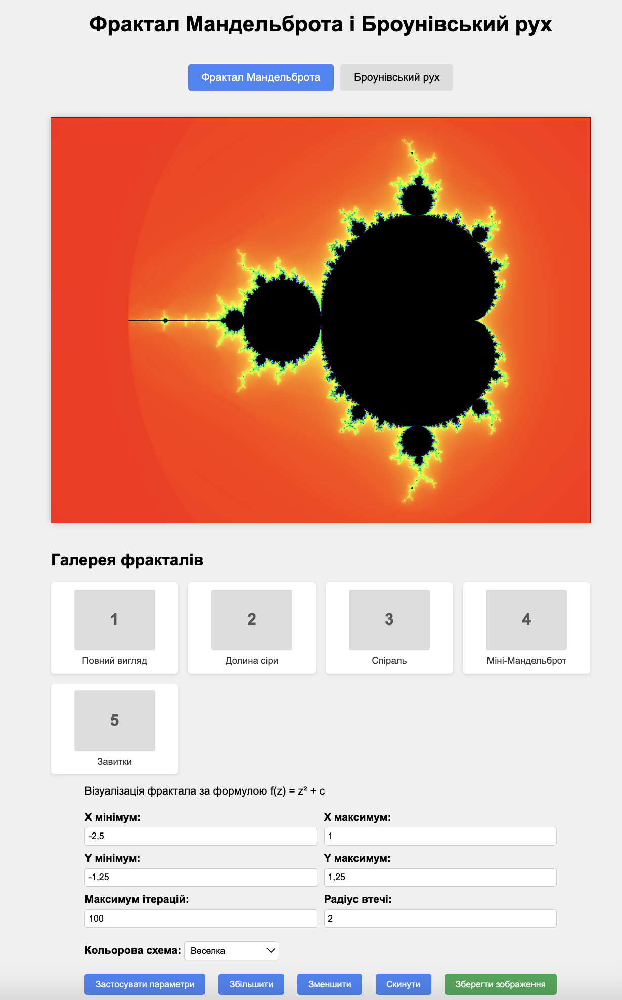 Фрактал Мандельброта і Броунівський рух
Фрактал Мандельброта
Броунівський рух
Галерея фракталів
1
2
3
4
Повний вигляд
Долина сіри
Спіраль
Міні-Мандельброт
5
Завитки
Візуалізація фрактала за формулою f(z) = z² + c
X мінімум:
X максимум:
-2,5
1
Y мінімум:
Y максимум:
-1,25
1,25
Максимум ітерацій:
Радіус втечі:
100
2
Кольорова схема:
Веселка
Застосувати параметри
Збільшити
Зменшити
Скинути
Зберегти зображення